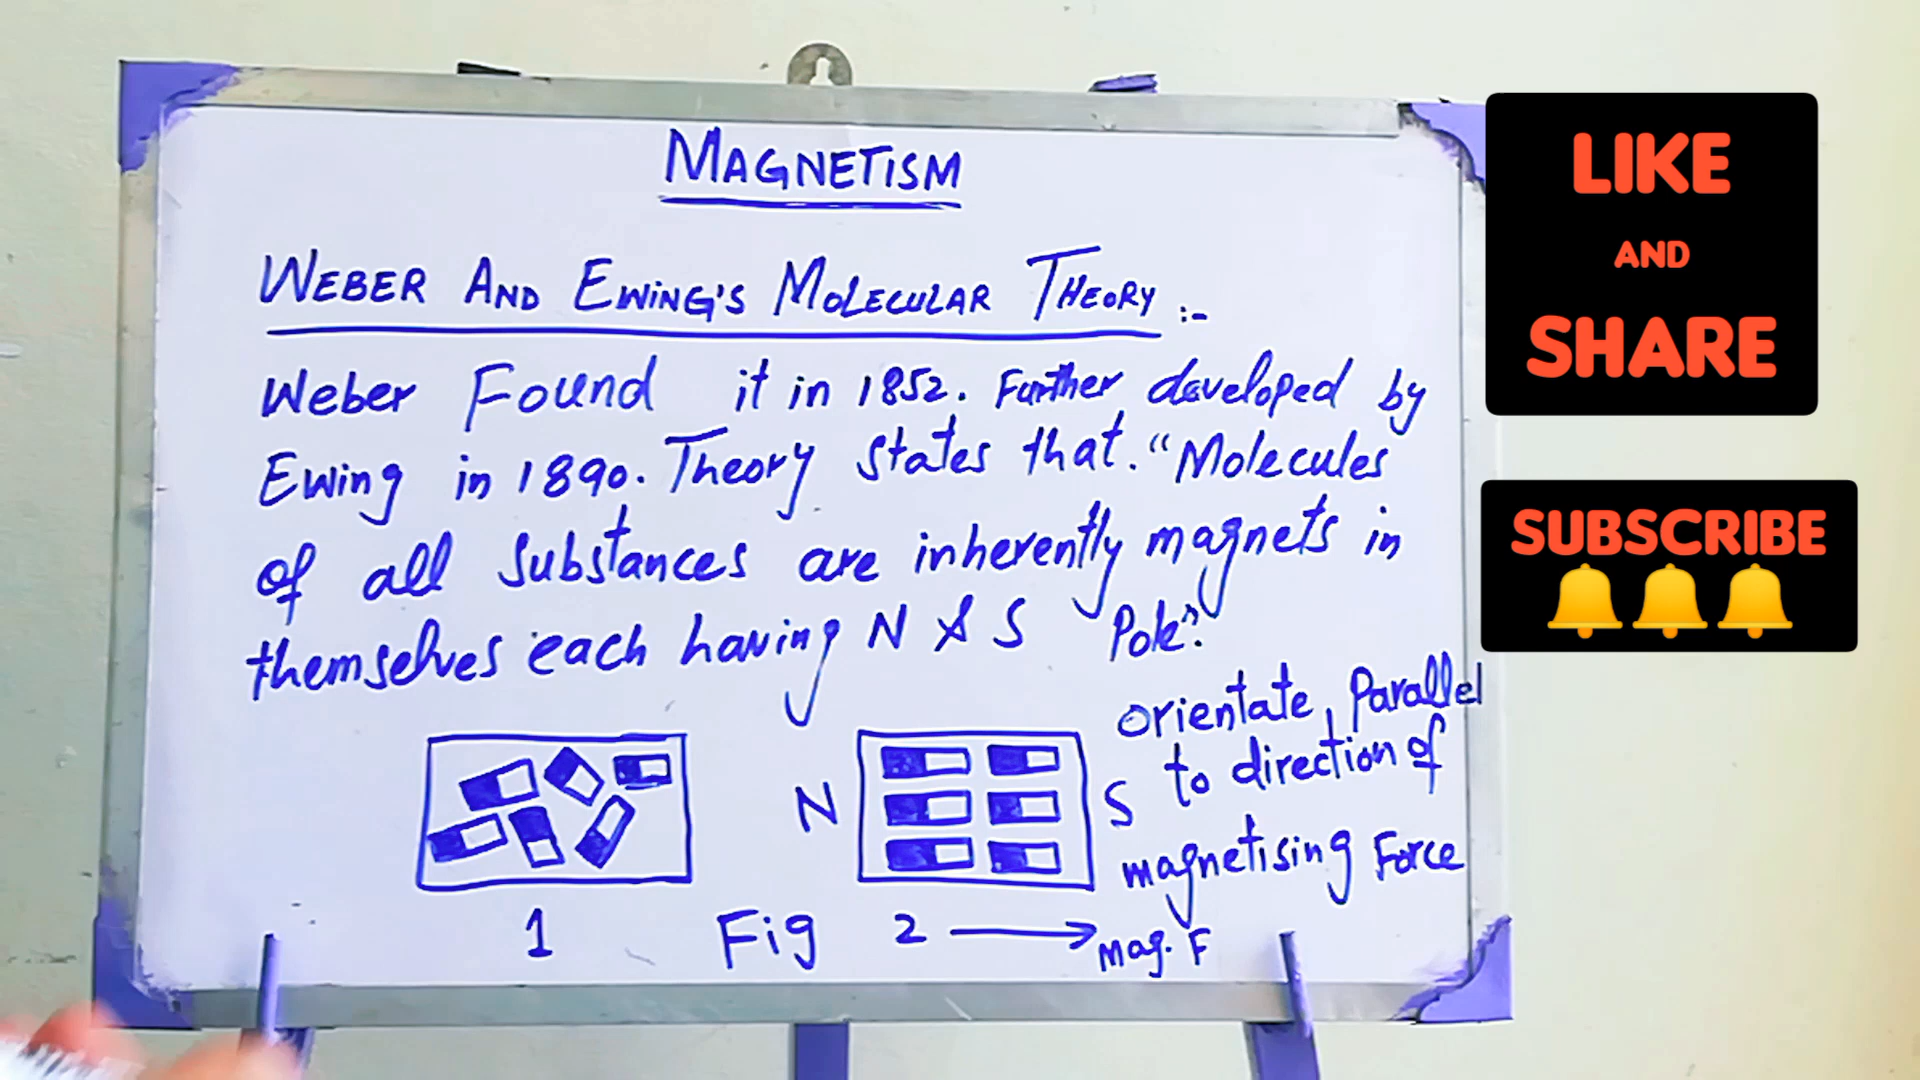 MAGNETISM
WEBER AND EWING'S MOLECULAR THEORY :-
Weber Found it in 1852. Further developed by
Ewing in 1890. Theory states that. "Molecules
of all substances are inherently magnets in
themselves each having N & S Pole".
orientate, Parallel
to direction of
magnetising Force
N
S
1 Fig 2
mag. F
LIKE
AND
SHARE
SUBSCRIBE